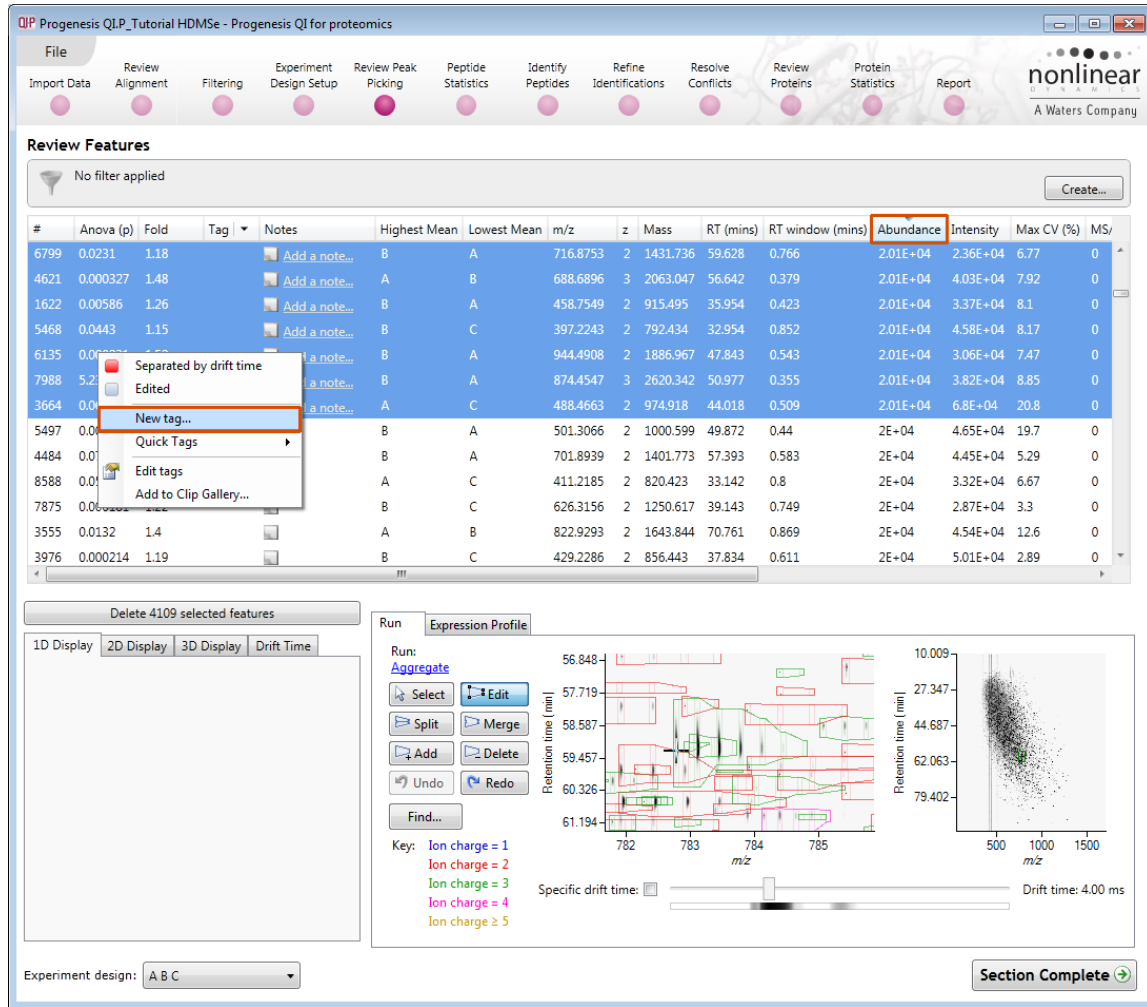 QIP Progenesis QI.P_Tutorial HDMSe - Progenesis QI for proteomics
File
Import Data
Review Alignment
Filtering
Experiment Design Setup
Review Peak Picking
Peptide Statistics
Identify Peptides
Refine Identifications
Resolve Conflicts
Review Proteins
Protein Statistics
Report
nonlinear
DYNAMICS
A Waters Company
Review Features
No filter applied
Create...
# Anova (p) Fold Tag Notes Highest Mean Lowest Mean m/z z Mass RT (mins) RT window (mins) Abundance Intensity Max CV (%) MS/
6799 0.0231 1.18 Add a note... B A 716.8753 2 1431.736 59.628 0.766 2.01E+04 2.36E+04 6.77 0
4621 0.000327 1.48 Add a note... A B 688.6896 3 2063.047 56.642 0.379 2.01E+04 4.03E+04 7.92 0
1622 0.00586 1.26 Add a note... B A 458.7549 2 915.495 35.954 0.423 2.01E+04 3.37E+04 8.1 0
5468 0.0443 1.15 Add a note... B C 397.2243 2 792.434 32.954 0.852 2.01E+04 4.58E+04 8.17 0
6135 a note... B A 944.4908 2 1886.967 47.843 0.543 2.01E+04 3.06E+04 7.47 0
7988 5.2 a note... B A 874.4547 3 2620.342 50.977 0.355 2.01E+04 3.82E+04 8.85 0
3664 0.0 a note... A C 488.4663 2 974.918 44.018 0.509 2.01E+04 6.8E+04 20.8 0
5497 0.0 B A 501.3066 2 1000.599 49.872 0.44 2E+04 4.65E+04 19.7 0
4484 0.0 B A 701.8939 2 1401.773 57.393 0.583 2E+04 4.45E+04 5.29 0
8588 0.0 A C 411.2185 2 820.423 33.142 0.8 2E+04 3.32E+04 6.67 0
7875 B C 626.3156 2 1250.617 39.143 0.749 2E+04 2.87E+04 3.3 0
3555 0.0132 1.4 A B 822.9293 2 1643.844 70.761 0.869 2E+04 4.54E+04 12.6 0
3976 0.000214 1.19 B C 429.2286 2 856.443 37.834 0.611 2E+04 5.01E+04 2.89 0
Separated by drift time
Edited
New tag...
Quick Tags
Edit tags
Add to Clip Gallery...
Delete 4109 selected features
1D Display 2D Display 3D Display Drift Time
Run Expression Profile
Run:
Aggregate
Select Edit
Split Merge
Add Delete
Undo Redo
Find...
Key: Ion charge = 1
Ion charge = 2
Ion charge = 3
Ion charge = 4
Ion charge ≥ 5
Retention time (min)
56.848
57.719
58.587
59.457
60.326
61.194
782 783 784 785
m/z
Retention time (min)
10.009
27.347
44.687
62.063
79.402
500 1000 1500
m/z
Specific drift time:
Drift time: 4.00 ms
Experiment design: A B C
Section Complete